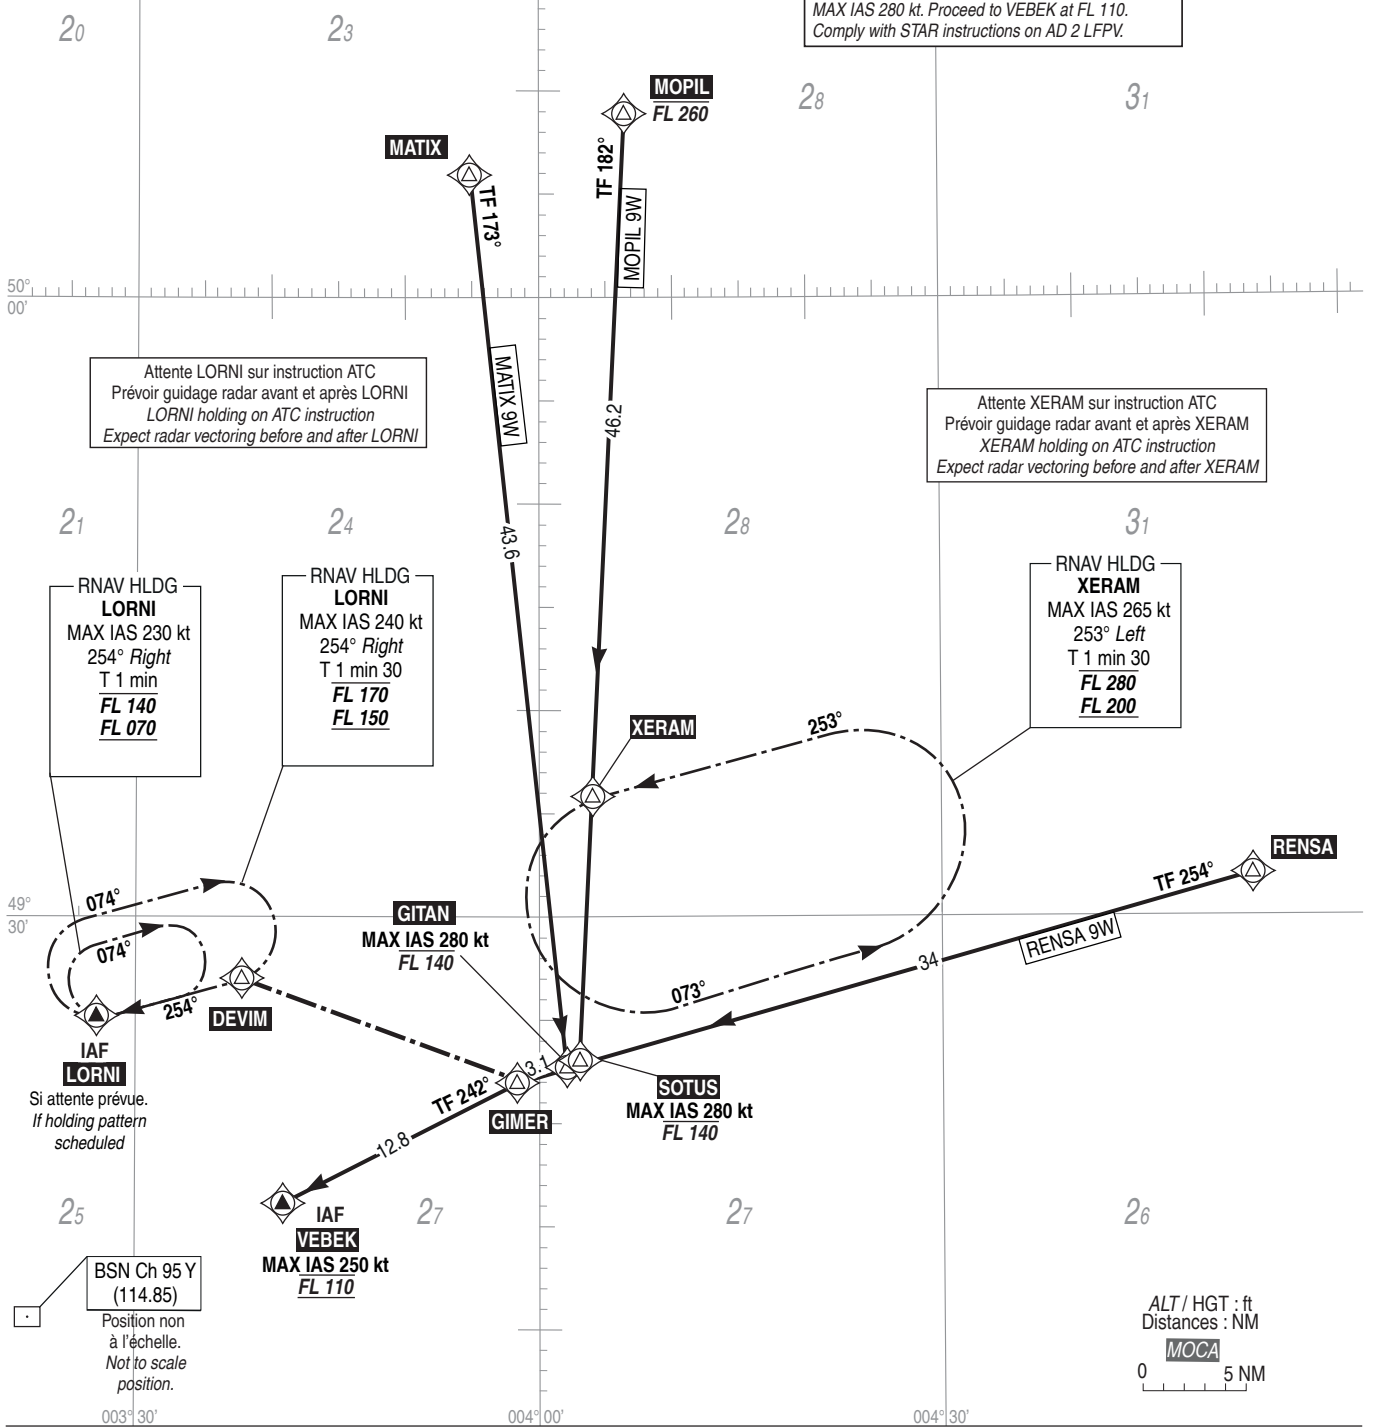 MAX IAS 280 kt. Proceed to VEBEK at FL 110.
Comply with STAR instructions on AD 2 LFPV.
20
23
28
31
MOPIL
FL 260
MATIX
TF 173°
TF 182°
MOPIL 9W
50°
00'
Attente LORNI sur instruction ATC
Prévoir guidage radar avant et après LORNI
LORNI holding on ATC instruction
Expect radar vectoring before and after LORNI
MATIX 9W
46.2
Attente XERAM sur instruction ATC
Prévoir guidage radar avant et après XERAM
XERAM holding on ATC instruction
Expect radar vectoring before and after XERAM
21
24
28
31
43.6
RNAV HLDG
LORNI
MAX IAS 230 kt
254° Right
T 1 min
FL 140
FL 070
RNAV HLDG
LORNI
MAX IAS 240 kt
254° Right
T 1 min 30
FL 170
FL 150
RNAV HLDG
XERAM
MAX IAS 265 kt
253° Left
T 1 min 30
FL 280
FL 200
XERAM
253°
RENSA
TF 254°
RENSA 9W
34
49°
30'
074°
074°
254°
DEVIM
GITAN
MAX IAS 280 kt
FL 140
073°
IAF
LORNI
Si attente prévue.
If holding pattern
scheduled
3.1
TF 242°
GIMER
SOTUS
MAX IAS 280 kt
FL 140
12.8
25
27
27
26
IAF
VEBEK
MAX IAS 250 kt
FL 110
BSN Ch 95 Y
(114.85)
Position non
à l'échelle.
Not to scale
position.
ALT / HGT : ft
Distances : NM
MOCA
0 5 NM
003° 30'
004° 00'
004° 30'